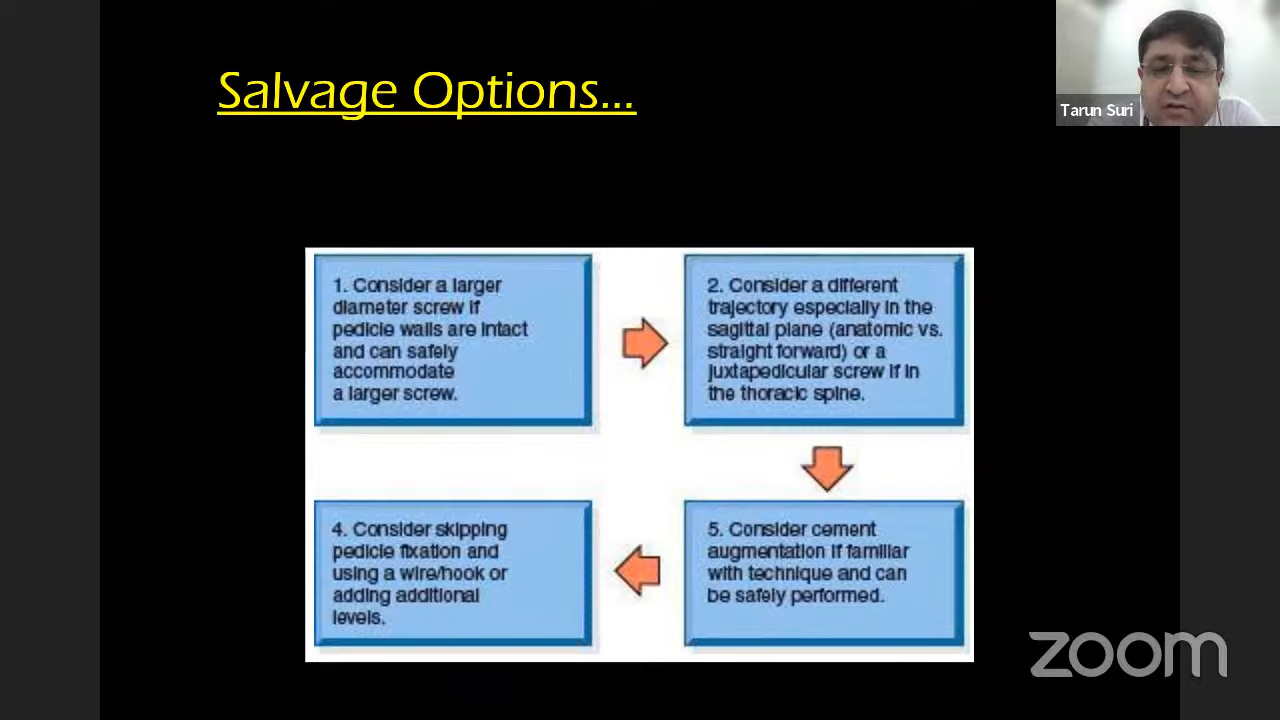 Salvage Options...
Tarun Suri
1. Consider a larger
diameter screw if
pedicle walls are intact
and can safely
accommodate
a larger screw.
2. Consider a different
trajectory especially in the
sagittal plane (anatomic vs.
straight forward) or a
juxtapedicular screw if in
the thoracic spine.
4. Consider skipping
pedicle fixation and
using a wire/hook or
adding additional
levels.
5. Consider cement
augmentation if familiar
with technique and can
be safely performed.
zoom